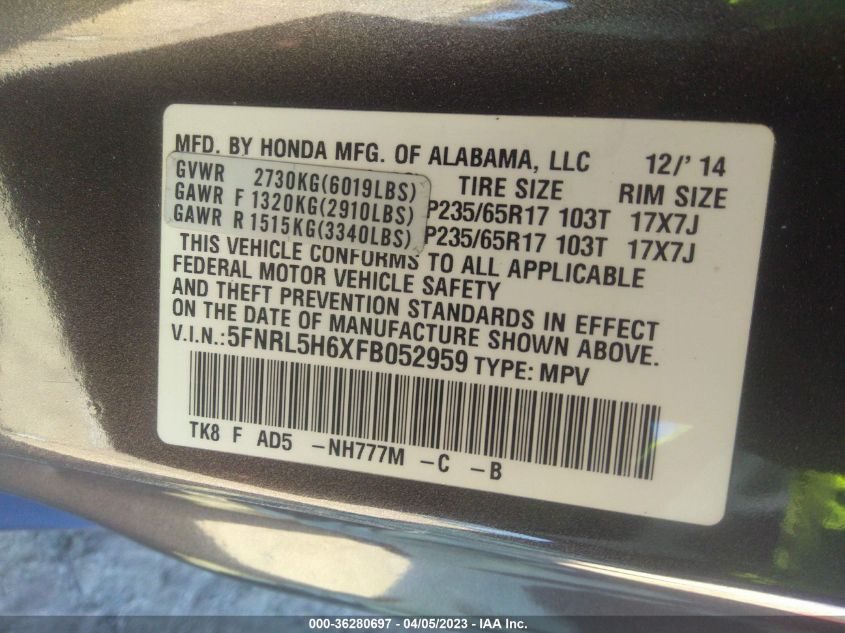 MFD. BY HONDA MFG. OF ALABAMA, LLC 12/' 14
GVWR 2730KG(6019LBS) TIRE SIZE RIM SIZE
GAWR F 1320KG(2910LBS) P235/65R17 103T 17X7J
GAWR R 1515KG(3340LBS) P235/65R17 103T 17X7J
THIS VEHICLE CONFORMS TO ALL APPLICABLE
FEDERAL MOTOR VEHICLE SAFETY
AND THEFT PREVENTION STANDARDS IN EFFECT
ON THE DATE OF MANUFACTURE SHOWN ABOVE.
V.I.N.: 5FNRL5H6XFB052959 TYPE: MPV
TK8 F AD5 -NH777M -C -B
000-36280697 - 04/05/2023 - IAA Inc.